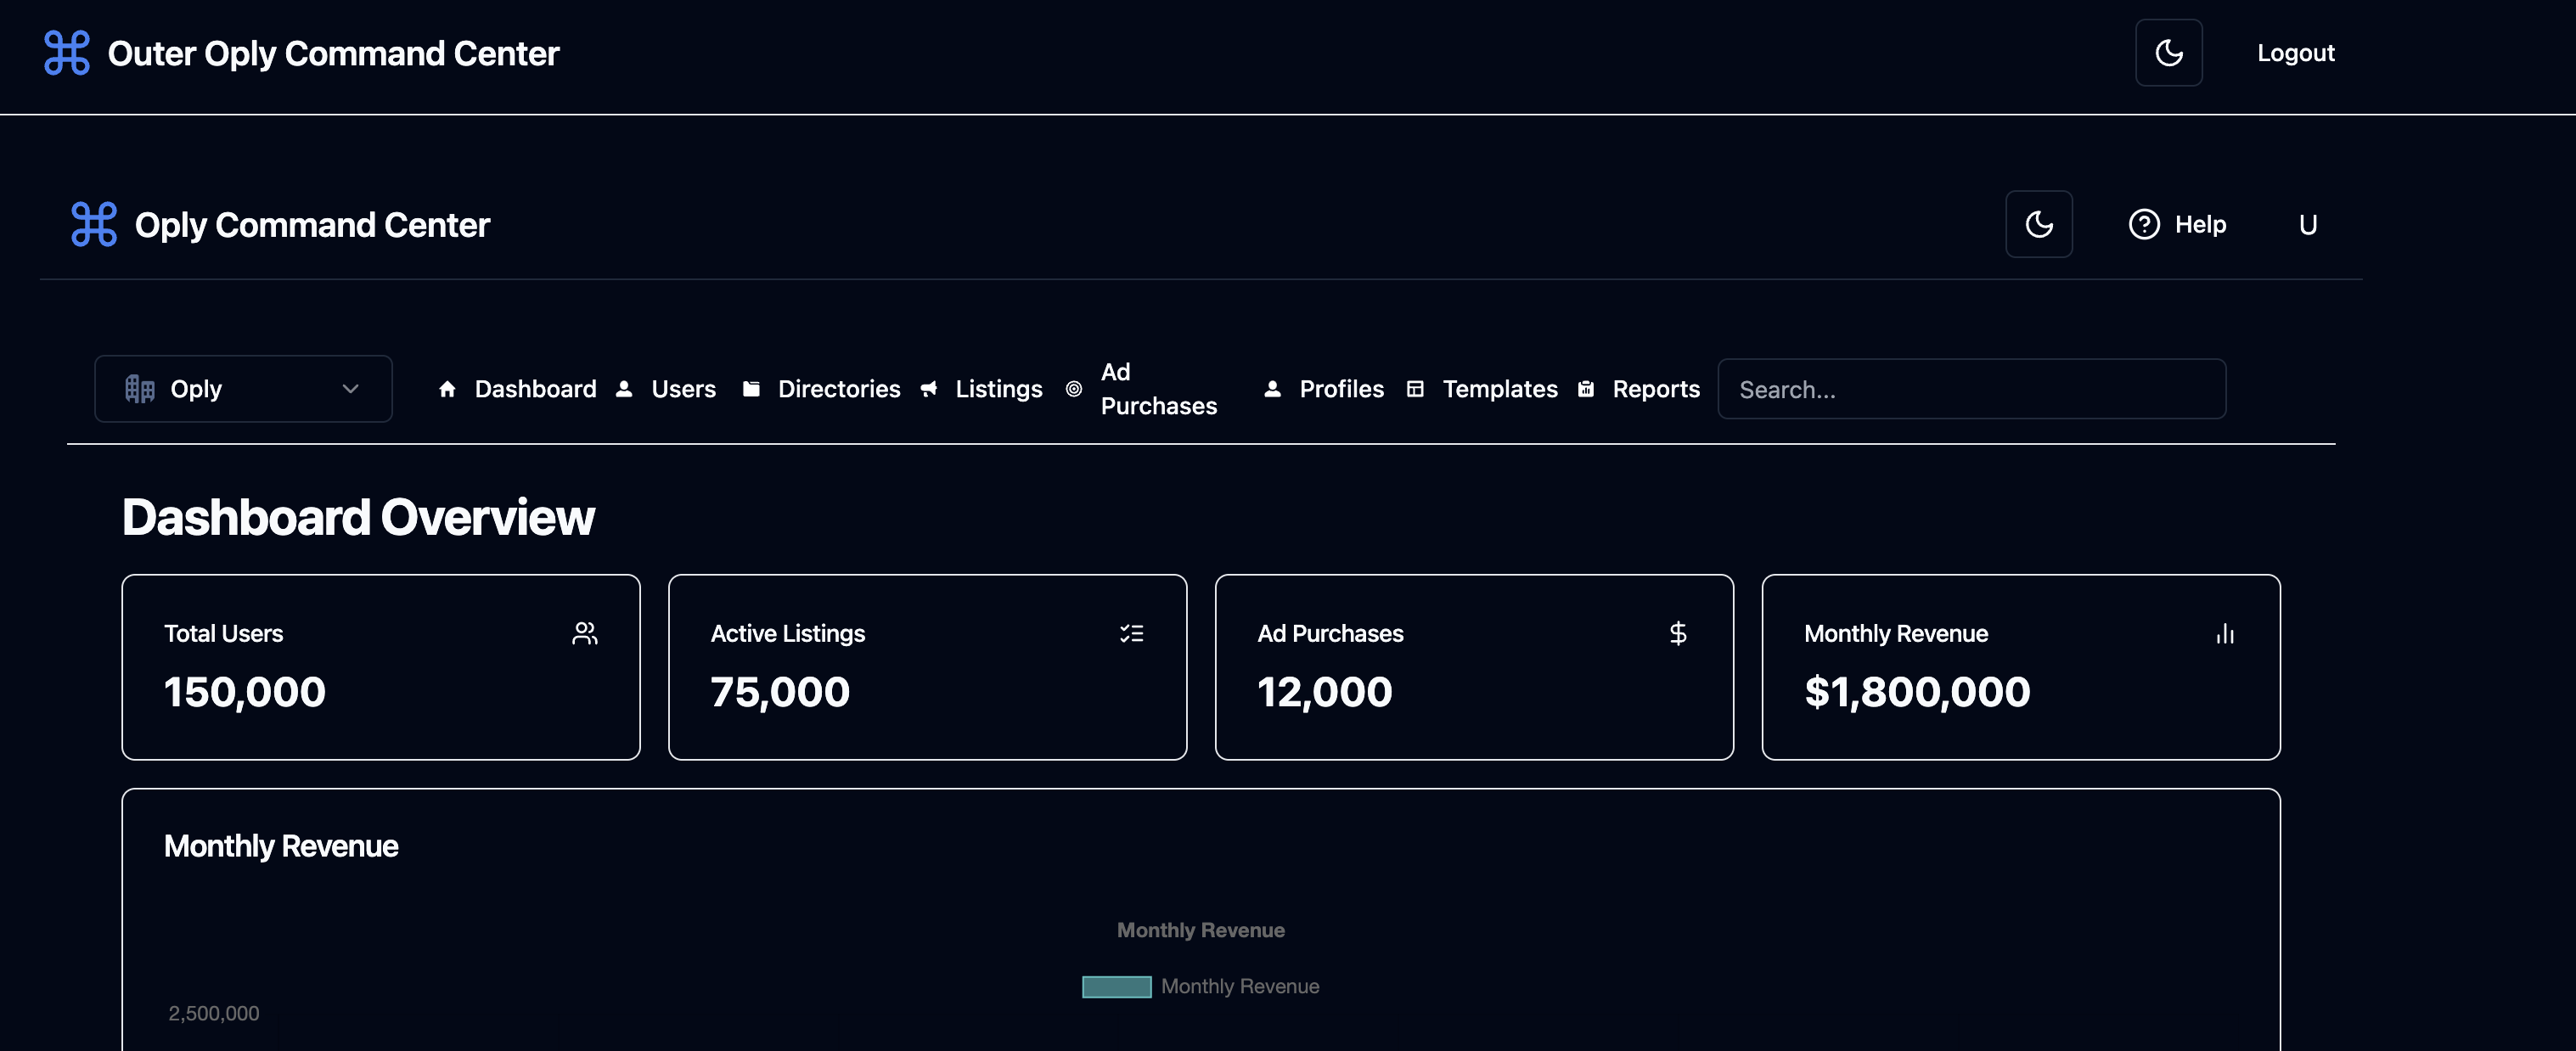 Outer Oply Command Center
Logout
Oply Command Center
Help
U
Oply
Dashboard
Users
Directories
Listings
Ad
Purchases
Profiles
Templates
Reports
Search...
Dashboard Overview
Total Users
150,000
Active Listings
75,000
Ad Purchases
12,000
Monthly Revenue
$1,800,000
Monthly Revenue
Monthly Revenue
Monthly Revenue
2,500,000